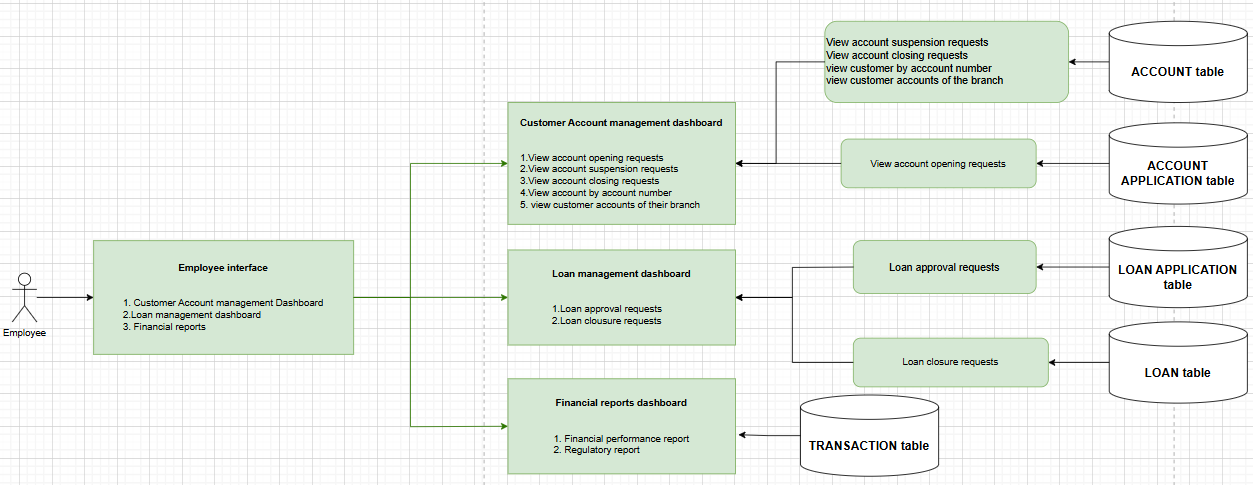 View account suspension requests
View account closing requests
view customer by acccount number
view customer accounts of the branch
ACCOUNT table
Customer Account management dashboard
1.View account opening requests
2.View account suspension requests
3.View account closing requests
4.View account by account number
5. view customer accounts of their branch
View account opening requests
ACCOUNT
APPLICATION table
Employee
Employee interface
1. Customer Account management Dashboard
2.Loan management dashboard
3. Financial reports
Loan management dashboard
1.Loan approval requests
2.Loan clousure requests
Loan approval requests
LOAN APPLICATION
table
Loan closure requests
LOAN table
Financial reports dashboard
1. Financial performance report
2. Regulatory report
TRANSACTION table